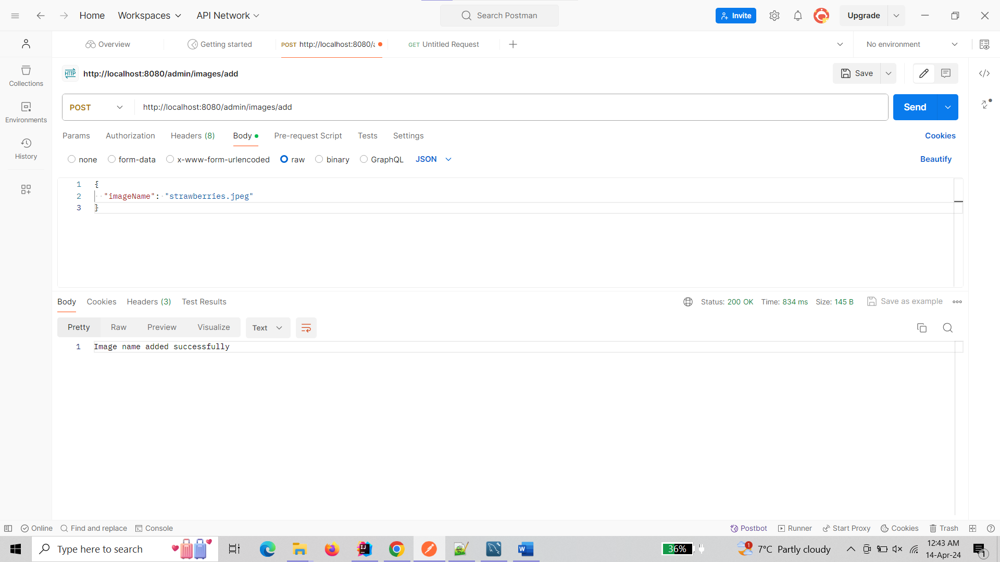 Home Workspaces API Network Search Postman Invite Upgrade
Overview Getting started POST http://localhost:8080/a GET Untitled Request No environment
HTTP http://localhost:8080/admin/images/add Save
Collections
Environments
History
POST http://localhost:8080/admin/images/add Send
Params Authorization Headers (8) Body Pre-request Script Tests Settings Cookies
none form-data x-www-form-urlencoded raw binary GraphQL JSON Beautify
1 {
2 "imageName": "strawberries.jpeg"
3 }
Body Cookies Headers (3) Test Results Status: 200 OK Time: 834 ms Size: 145 B Save as example
Pretty Raw Preview Visualize Text
1 Image name added successfully
Online Find and replace Console Postbot Runner Start Proxy Cookies Trash
Type here to search 36% 1 7°C Partly cloudy 12:43 AM 1
14-Apr-24